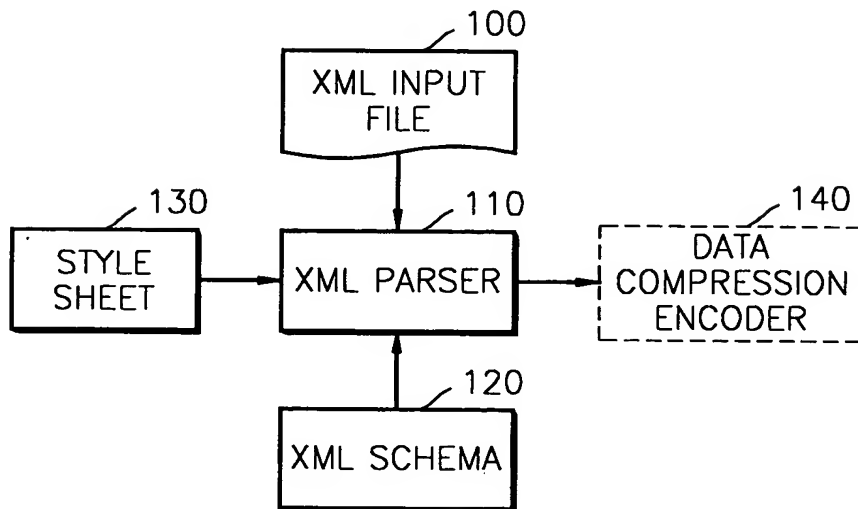 100
XML INPUT
FILE
130
STYLE
SHEET
110
XML PARSER
140
DATA
COMPRESSION
ENCODER
120
XML SCHEMA